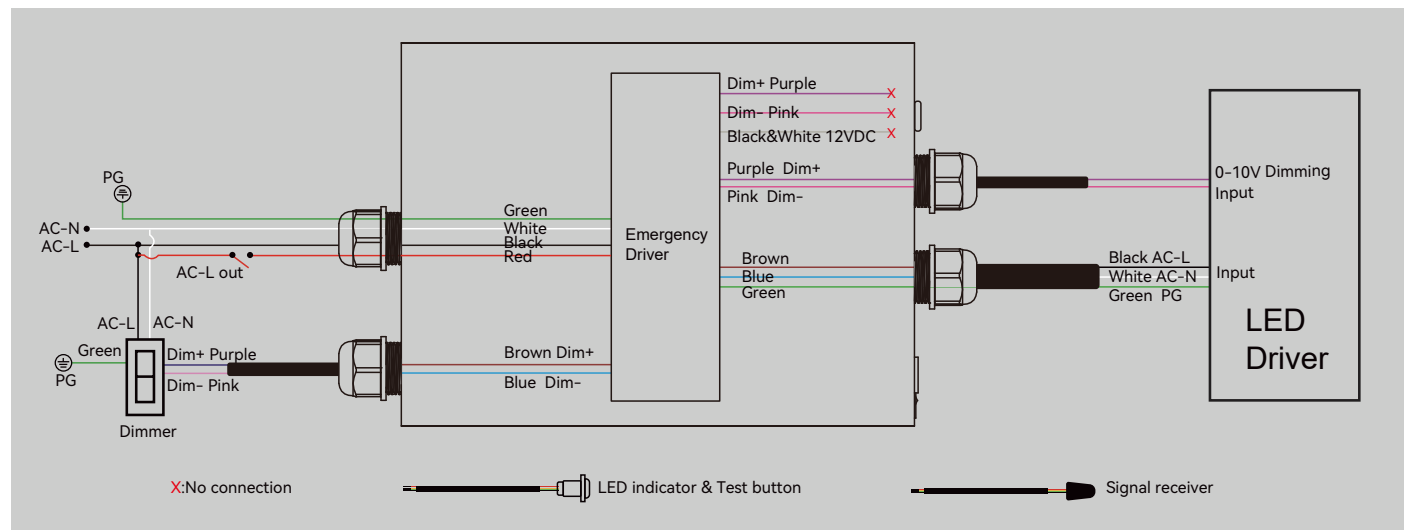 Dim+ Purple
Dim- Pink
Black&White 12VDC
X
X
X
Purple Dim+
Pink Dim-
0-10V Dimming
Input
PG
Green
White
Black
Red
AC-N
AC-L
AC-L out
Emergency
Driver
Brown
Blue
Green
Black AC-L
White AC-N
Green PG
Input
LED
Driver
AC-L
AC-N
Green
PG
Dim+ Purple
Dim- Pink
Dimmer
Brown Dim+
Blue Dim-
X:No connection
LED indicator & Test button
Signal receiver